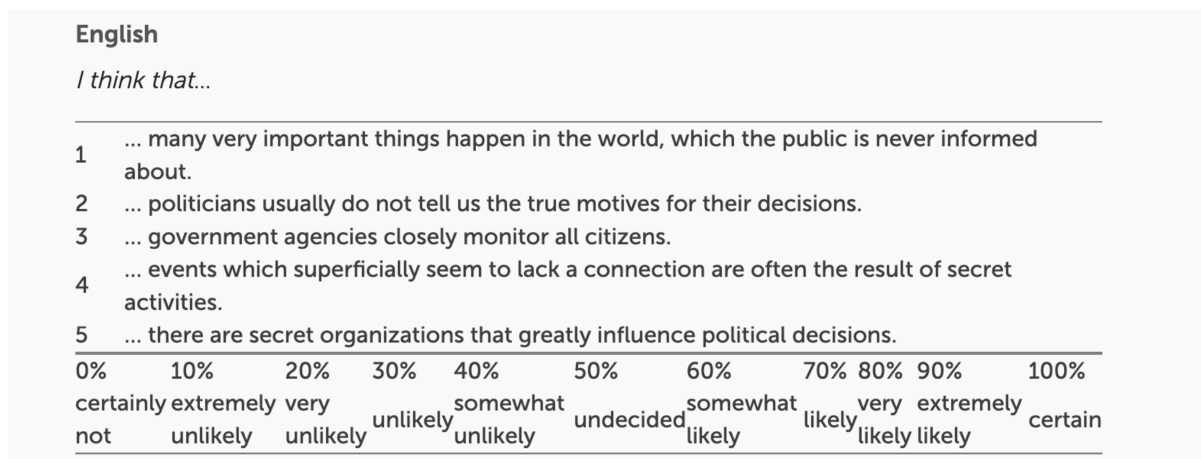 English
I think that...
1 ... many very important things happen in the world, which the public is never informed
about.
2 ... politicians usually do not tell us the true motives for their decisions.
3 ... government agencies closely monitor all citizens.
4 ... events which superficially seem to lack a connection are often the result of secret
activities.
5 ... there are secret organizations that greatly influence political decisions.
0% 10% 20% 30% 40% 50% 60% 70% 80% 90% 100%
certainly extremely very unlikely somewhat undecided somewhat likely very extremely certain
not unlikely unlikely unlikely likely likely likely